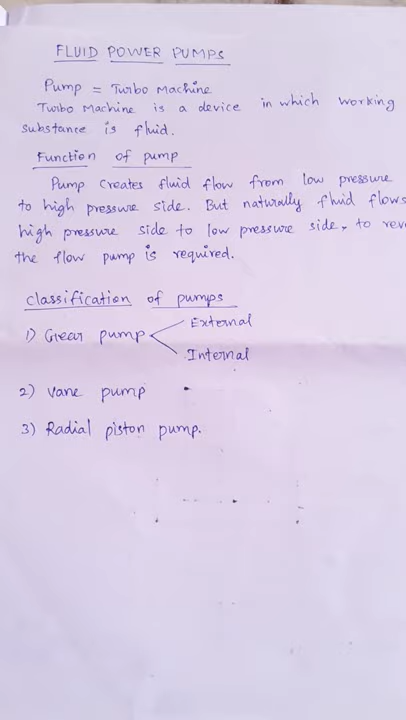 FLUID POWER PUMPS
Pump = Turbo Machine
Turbo Machine is a device in which working
substance is fluid.
Function of pump
Pump creates fluid flow from low pressure
to high pressure side. But naturally fluid flows
high pressure side to low pressure side, to rev
the flow pump is required.
Classification of pumps
1) Gear pump External
Internal
2) Vane pump
3) Radial piston pump.